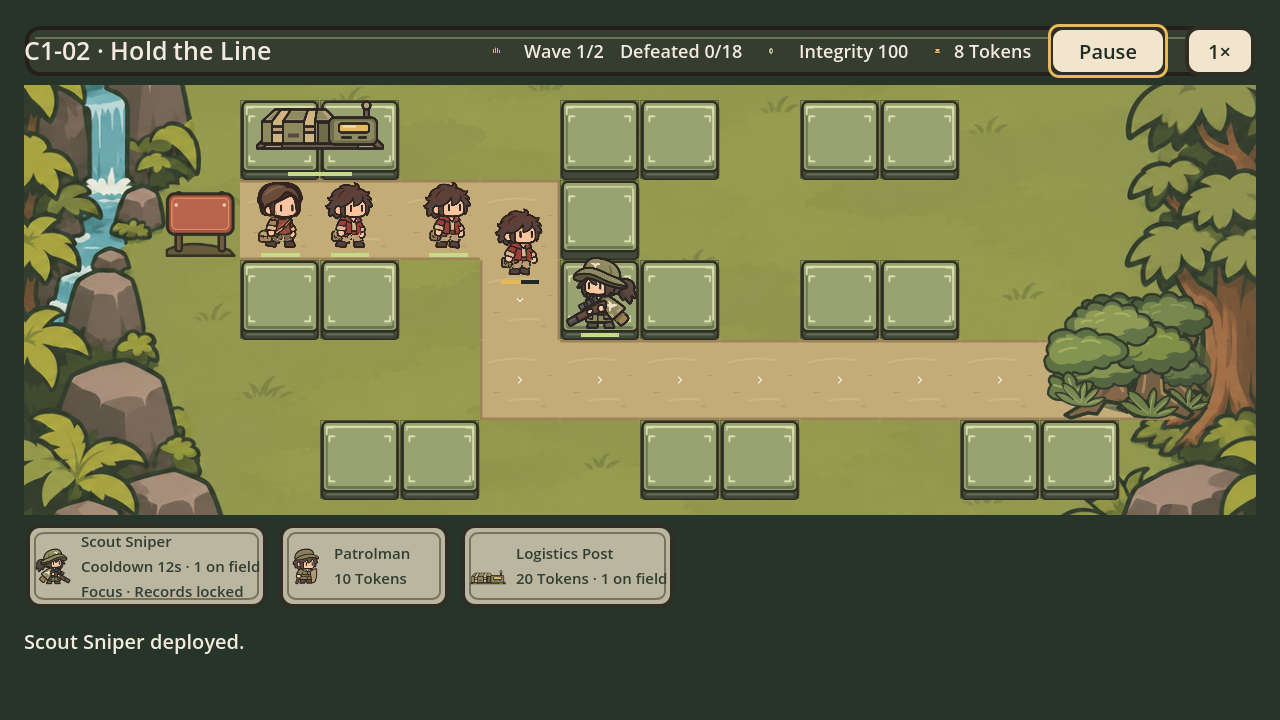 C1-02 · Hold the Line
Wave 1/2 Defeated 0/18 Integrity 100 8 Tokens Pause 1×
Scout Sniper
Cooldown 12s · 1 on field
Focus · Records locked
Patrolman
10 Tokens
Logistics Post
20 Tokens · 1 on field
Scout Sniper deployed.